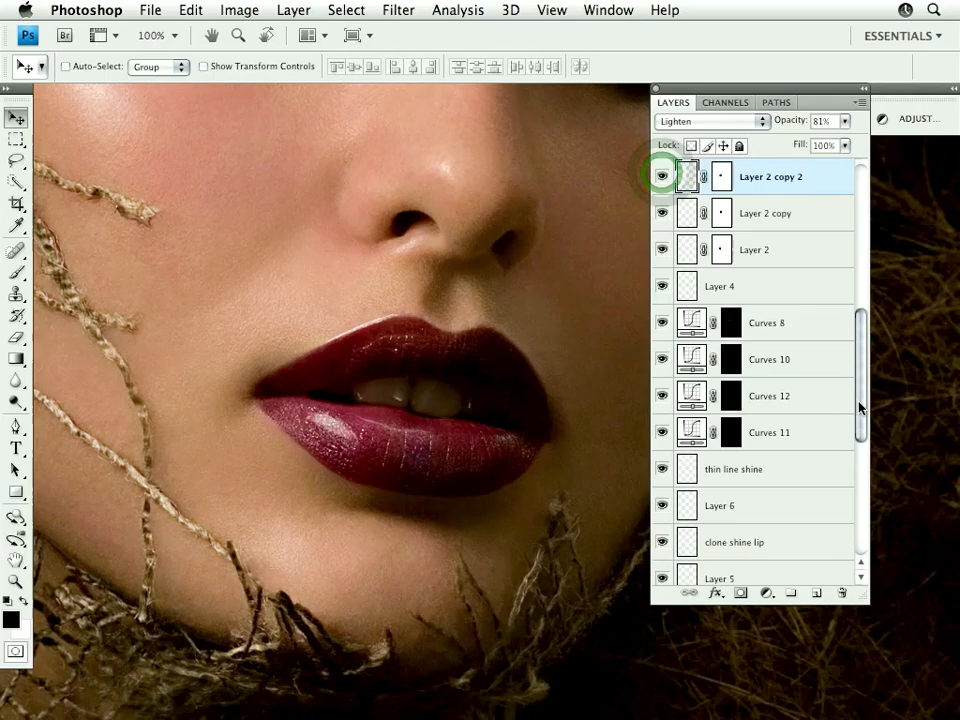 Photoshop File Edit Image Layer Select Filter Analysis 3D View Window Help
Ps Br 100% ESSENTIALS
Auto-Select: Group Show Transform Controls
LAYERS CHANNELS PATHS
ADJUST...
Lighten Opacity: 81%
Lock: Fill: 100%
Layer 2 copy 2
Layer 2 copy
Layer 2
Layer 4
Curves 8
Curves 10
Curves 12
Curves 11
thin line shine
Layer 6
clone shine lip
Layer 5
T
fx